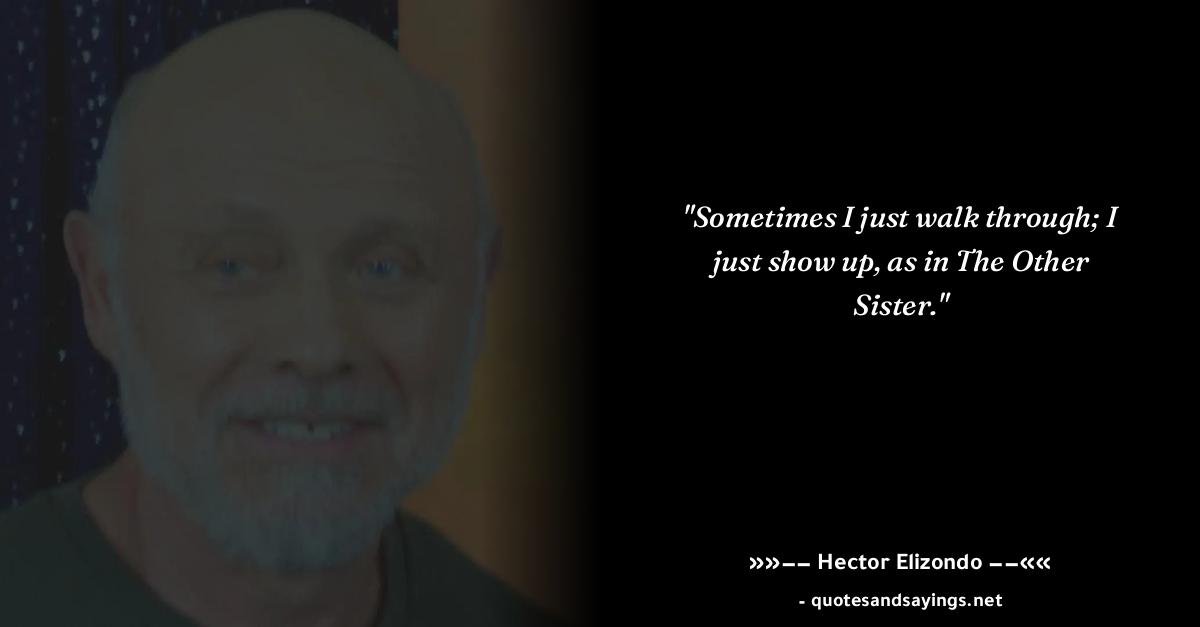 "Sometimes I just walk through; I
just show up, as in The Other
Sister."
»»−− Hector Elizondo −−««
- quotesandsayings.net